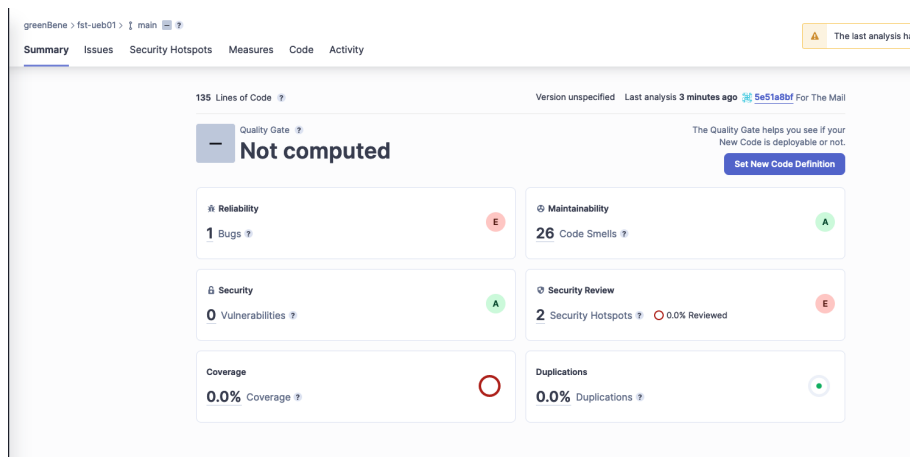 greenBene > fst-ueb01 > main ?
Summary Issues Security Hotspots Measures Code Activity
The last analysis ha
135 Lines of Code ?
Version unspecified Last analysis 3 minutes ago 5e51a8bf For The Mail
Quality Gate ?
Not computed
The Quality Gate helps you see if your
New Code is deployable or not.
Set New Code Definition
Reliability
1 Bugs ?
E
Maintainability
26 Code Smells ?
A
Security
0 Vulnerabilities ?
A
Security Review
2 Security Hotspots ? 0.0% Reviewed
E
Coverage
0.0% Coverage ?
Duplications
0.0% Duplications ?